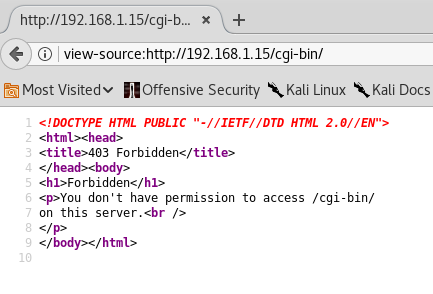 http://192.168.1.15/cgi-b...
view-source:http://192.168.1.15/cgi-bin/
Most Visited Offensive Security Kali Linux Kali Docs
1 <!DOCTYPE HTML PUBLIC "-//IETF//DTD HTML 2.0//EN">
2 <html><head>
3 <title>403 Forbidden</title>
4 </head><body>
5 <h1>Forbidden</h1>
6 <p>You don't have permission to access /cgi-bin/
7 on this server.<br />
8 </p>
9 </body></html>
10